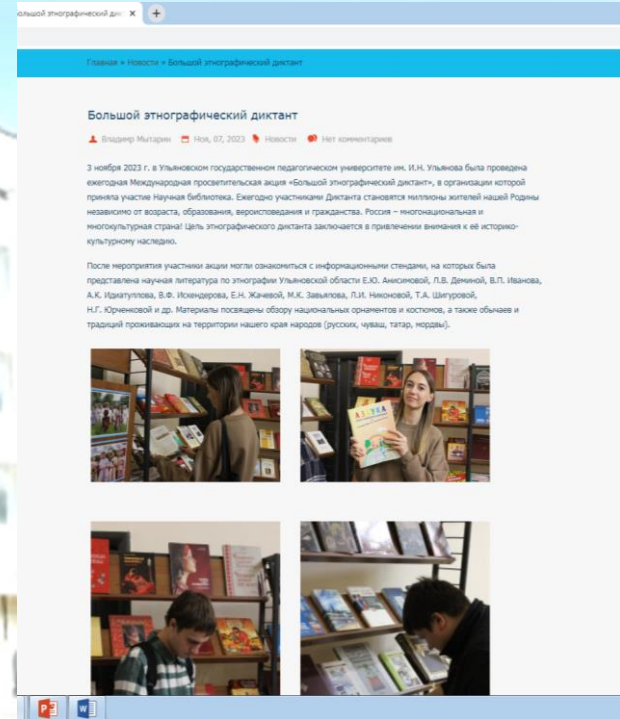 Большой этнографический дик
Главная » Новости » Большой этнографический диктант
Большой этнографический диктант
Владимр Мытарин Ноя, 07, 2023 Новости Нет комментариев
3 ноября 2023 г. в Ульяновском государственном педагогическом университете им. И.Н. Ульянова была проведена
ежегодная Международная просветительская акция «Большой этнографический диктант», в организации которой
приняла участие Научная библиотека. Ежегодно участниками Диктанта становятся миллионы жителей нашей Родины
независимо от возраста, образования, вероисповедания и гражданства. Россия – многонациональная и
многокультурная страна! Цель этнографического диктанта заключается в привлечении внимания к её историко-
культурному наследию.
После мероприятия участники акции могли ознакомиться с информационными стендами, на которых была
представлена научная литература по этнографии Ульяновской области Е.Ю. Анисимовой, Л.В. Деминой, В.П. Иванова,
А.К. Идиатуллова, В.Ф. Искендерова, Е.Н. Жачевой, М.К. Завьялова, Л.И. Никоновой, Т.А. Шигуровой,
Н.Г. Юрченковой и др. Материалы посвящены обзору национальных орнаментов и костюмов, а также обычаев и
традиций проживающих на территории нашего края народов (русских, чуваш, татар, мордвы).
АЗБУКА